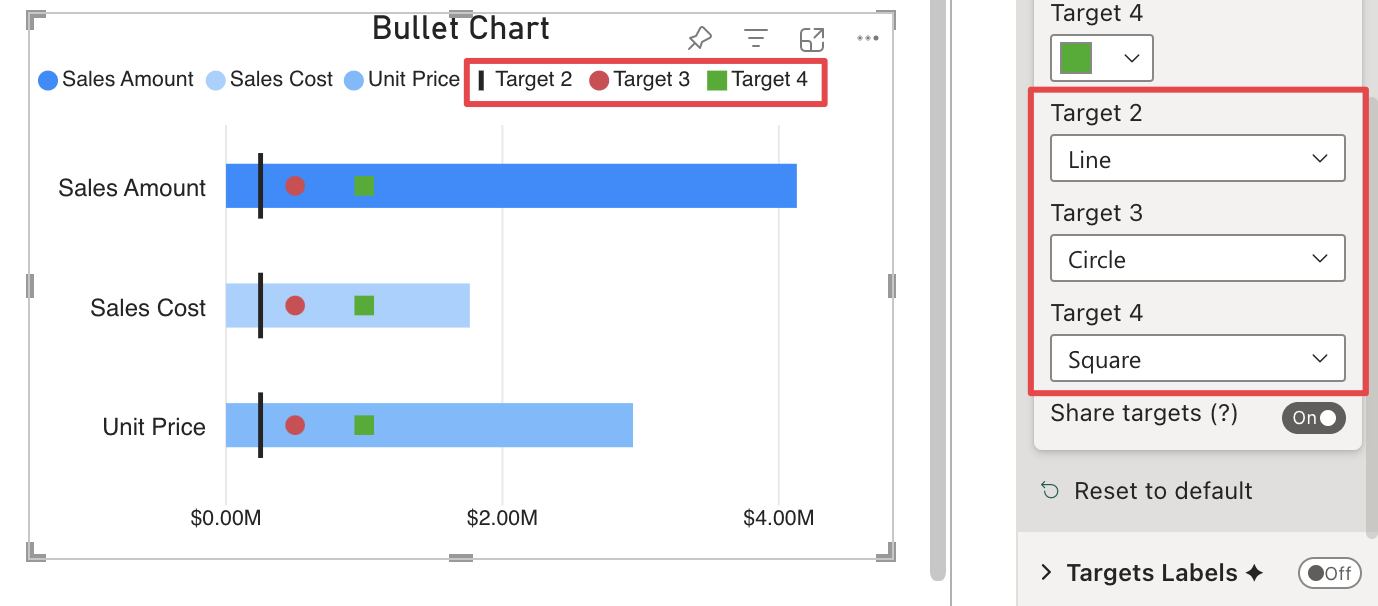 Bullet Chart
Sales Amount Sales Cost Unit Price Target 2 Target 3 Target 4
Sales Amount
Sales Cost
Unit Price
$0.00M $2.00M $4.00M
Target 4
Target 2
Line
Target 3
Circle
Target 4
Square
Share targets (?) On
Reset to default
Targets Labels Off